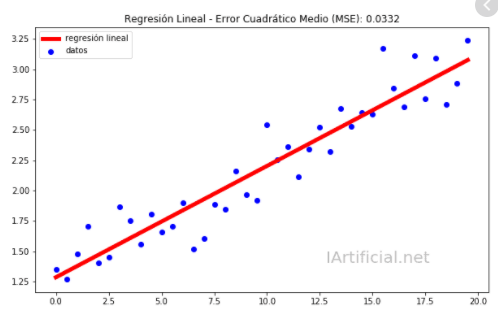 Regresión Lineal - Error Cuadrático Medio (MSE): 0.0332
regresión lineal
datos
3.25
3.00
2.75
2.50
2.25
2.00
1.75
1.50
1.25
IArtificial.net
0.0 2.5 5.0 7.5 10.0 12.5 15.0 17.5 20.0